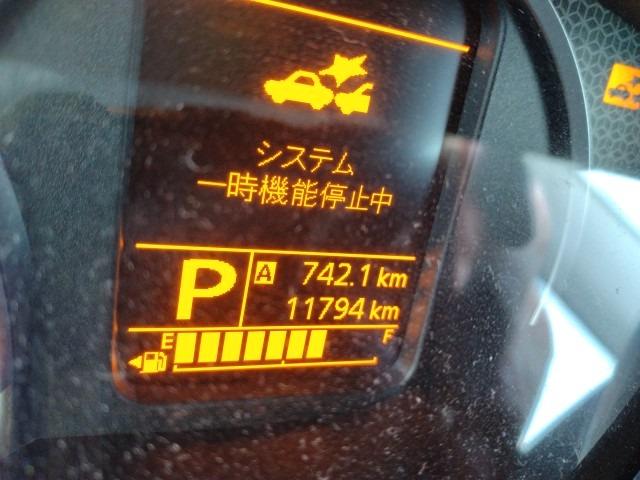 システム
一時機能停止中
P A 742.1 km
11794 km
E F